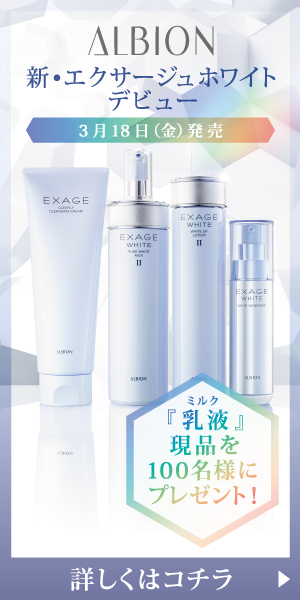 ALBION
新・エクサージュホワイト
デビュー
3月18日(金)発売
EXAGE
CLEARLY
CLEANSING CREAM
ALBION
EXAGE
WHITE
PURE WHITE
MILK
II
ALBION
EXAGE
WHITE
WHITE UP
LOTION
II
EXAGE
WHITE
ALBION
ミルク
『乳液』
現品を
100名様に
プレゼント!
詳しくはコチラ